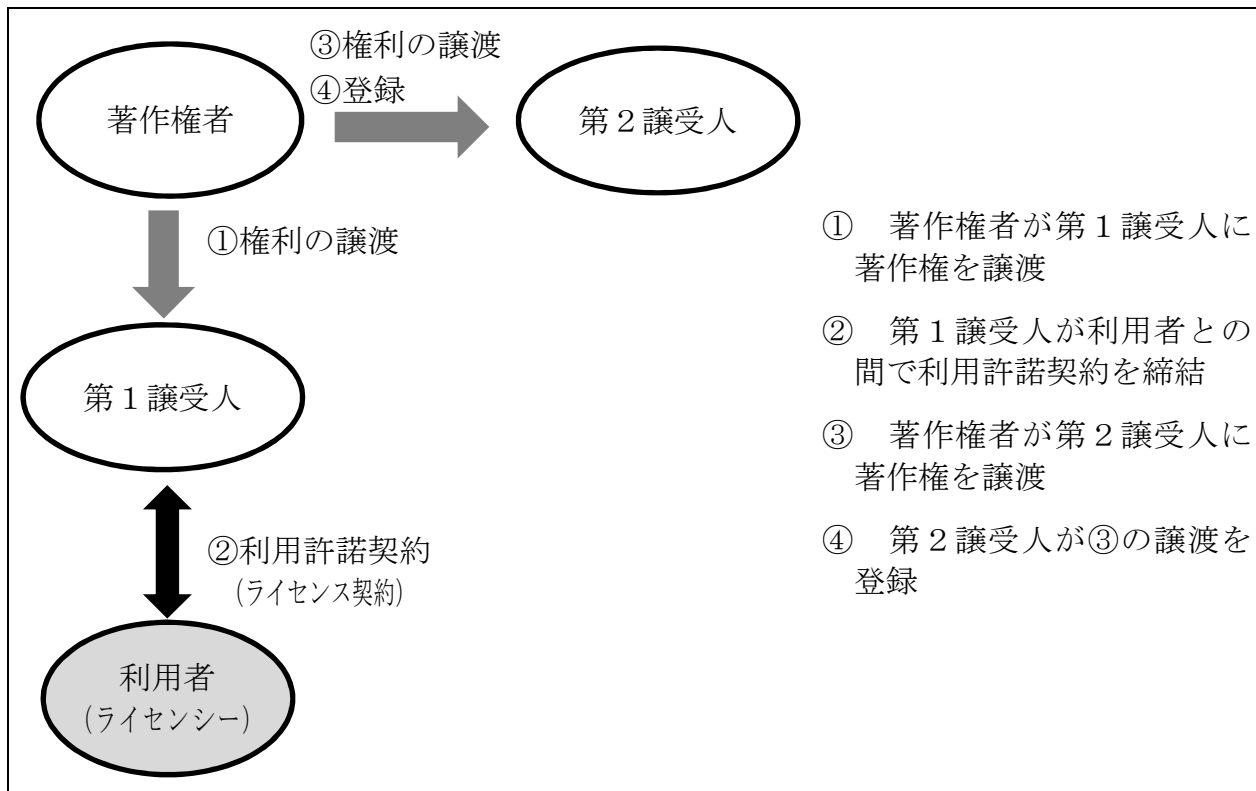 ③権利の譲渡
④登録
著作権者
第2譲受人
①権利の譲渡
第1譲受人
②利用許諾契約
(ライセンス契約)
利用者
(ライセンシー)
① 著作権者が第1譲受人に
著作権を譲渡
② 第1譲受人が利用者との
間で利用許諾契約を締結
③ 著作権者が第2譲受人に
著作権を譲渡
④ 第2譲受人が③の譲渡を
登録